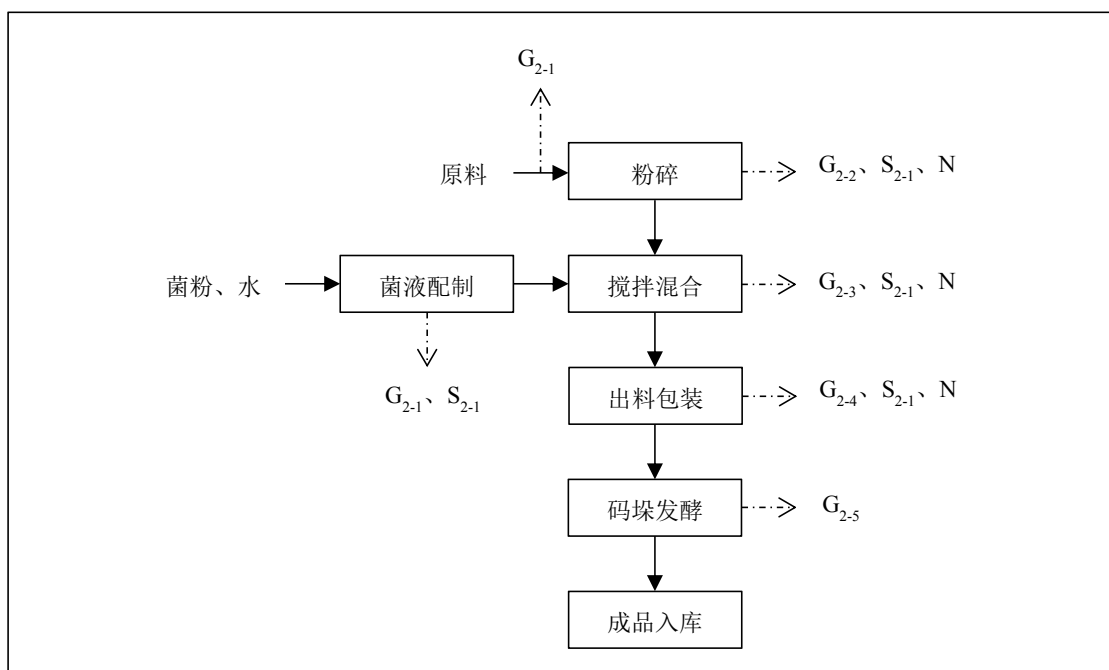 G₂₋₁
原料
粉碎
G₂₋₂、S₂₋₁、N
菌粉、水
菌液配制
搅拌混合
G₂₋₃、S₂₋₁、N
G₂₋₁、S₂₋₁
出料包装
G₂₋₄、S₂₋₁、N
码垛发酵
G₂₋₅
成品入库